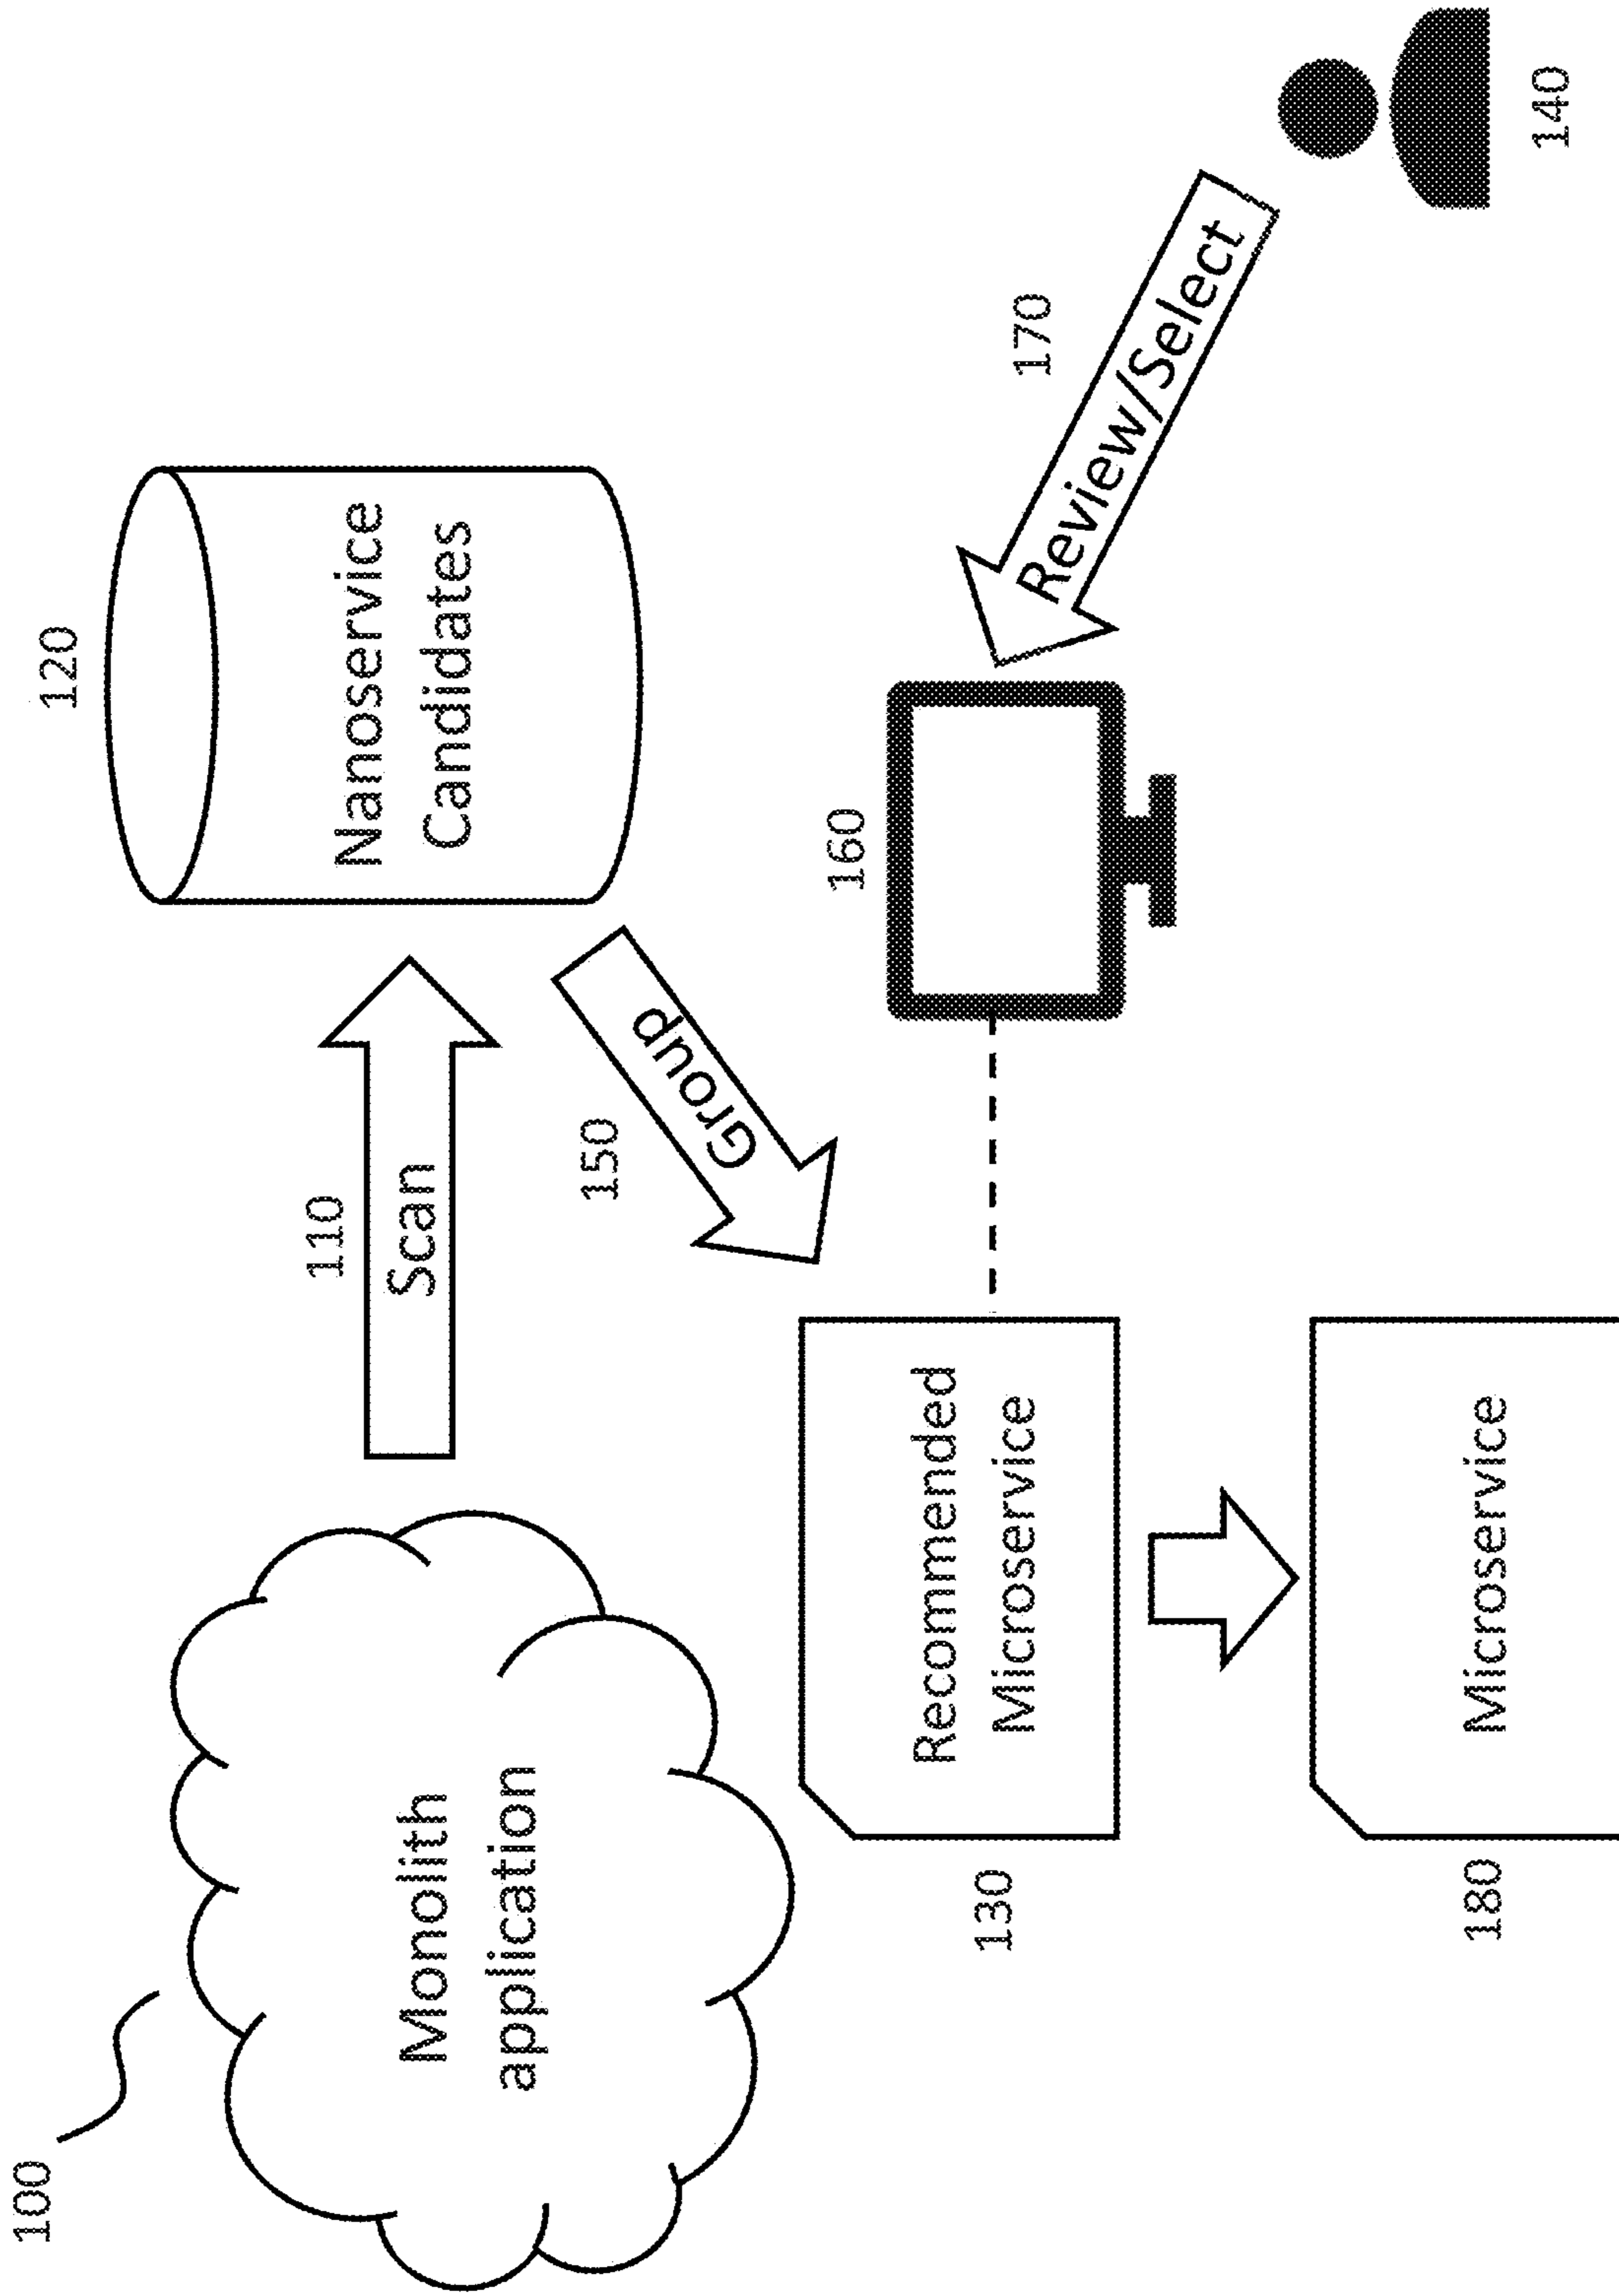 100
Monolith
application
110
Scan
120
Nanoservice
Candidates
150
Group
130
Recommended
Microservice
160
170
Review/Select
140
180
Microservice